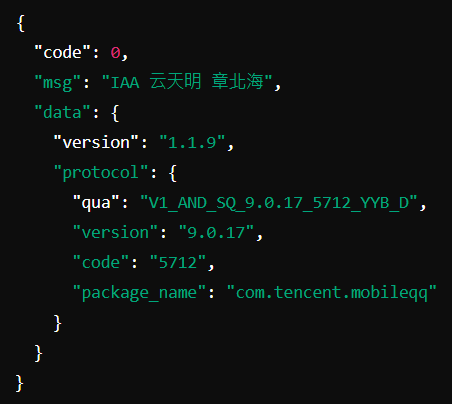 {
  "code": 0,
  "msg": "IAA 云天明 章北海",
  "data": {
    "version": "1.1.9",
    "protocol": {
      "qua": "V1_AND_SQ_9.0.17_5712_YYB_D",
      "version": "9.0.17",
      "code": "5712",
      "package_name": "com.tencent.mobileqq"
    }
  }
}